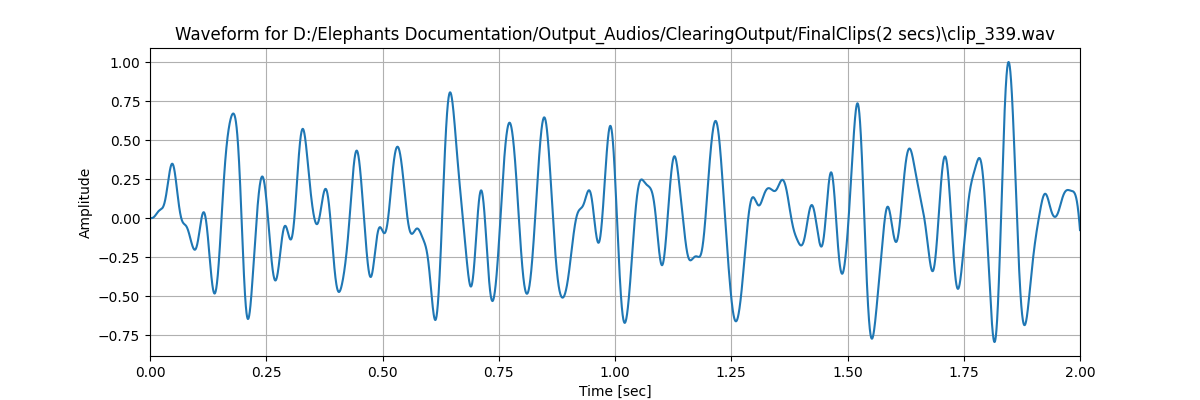 Waveform for D:/Elephants Documentation/Output_Audios/ClearingOutput/FinalClips(2 secs)\clip_339.wav
1.00
0.75
0.50
0.25
0.00
−0.25
−0.50
−0.75
Amplitude
0.00 0.25 0.50 0.75 1.00 1.25 1.50 1.75 2.00
Time [sec]